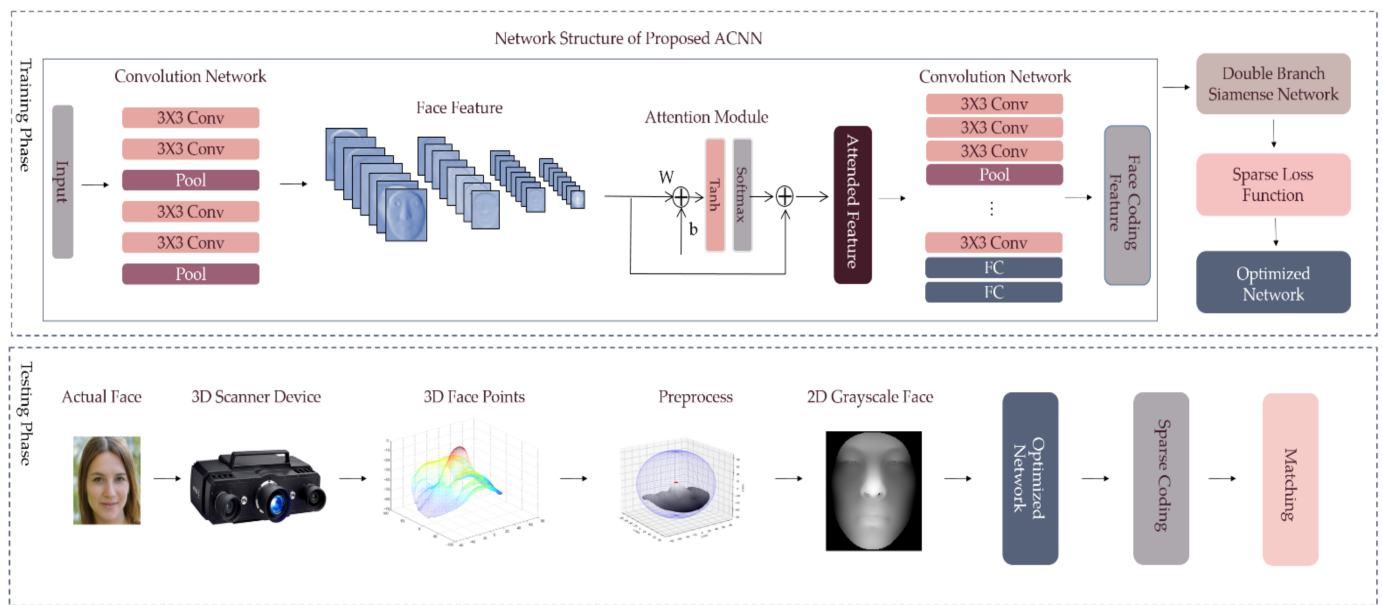 Training Phase
Network Structure of Proposed ACNN
Input
Convolution Network
3X3 Conv
3X3 Conv
Pool
3X3 Conv
3X3 Conv
Pool
Face Feature
Attention Module
W
b
Tanh
Softmax
Attended Feature
Convolution Network
3X3 Conv
3X3 Conv
3X3 Conv
Pool
⋮
3X3 Conv
FC
FC
Face Coding
Feature
Double Branch
Siamense Network
Sparse Loss
Function
Optimized
Network
Testing Phase
Actual Face
3D Scanner Device
3D Face Points
Preprocess
2D Grayscale Face
Optimized
Network
Sparse Coding
Matching